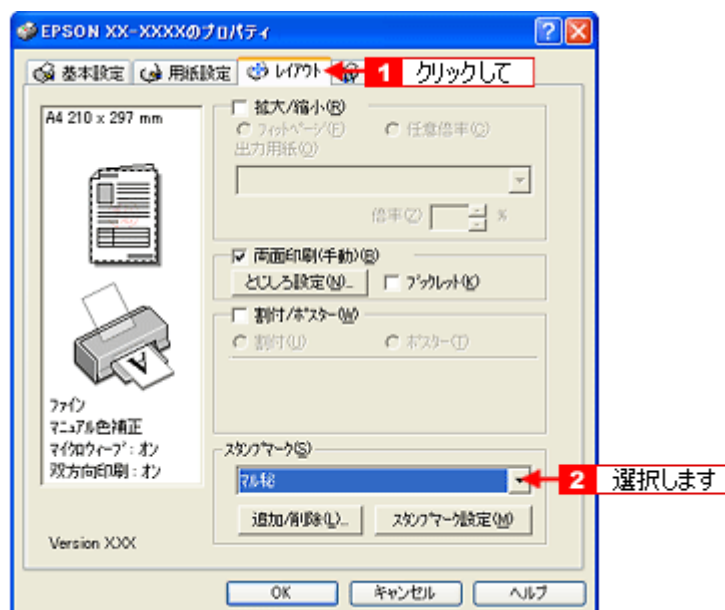 EPSON XX-XXXXのプロパティ
基本設定 用紙設定 レイアウト 1 クリックして
A4 210 x 297 mm
拡大/縮小(R)
フィットページ(F) 任意倍率(C)
出力用紙(O)
倍率(Z) %
両面印刷(手動)(B)
とじしろ設定(N)... ブックレット(K)
割付/ポスター(W)
割付(U) ポスター(T)
ファイン
マニュアル色補正
マイクロウィーブ : オン
双方向印刷 : オン
スタンプマーク(S)
マル秘 2 選択します
追加/削除(L)... スタンプマーク設定(M)
Version XXX
OK キャンセル ヘルプ